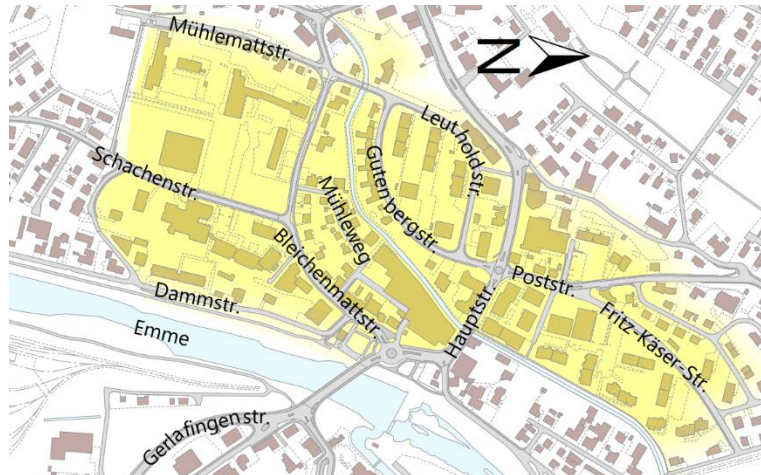 Mühlemattstr.
N
Leutholdstr.
Gutenbergstr
Schachenstr.
Mühleweg
Bleichenmattstr.
Poststr.
Dammstr.
Hauptstr.
Fritz-Käser-Str.
Emme
Gerlafingenstr.